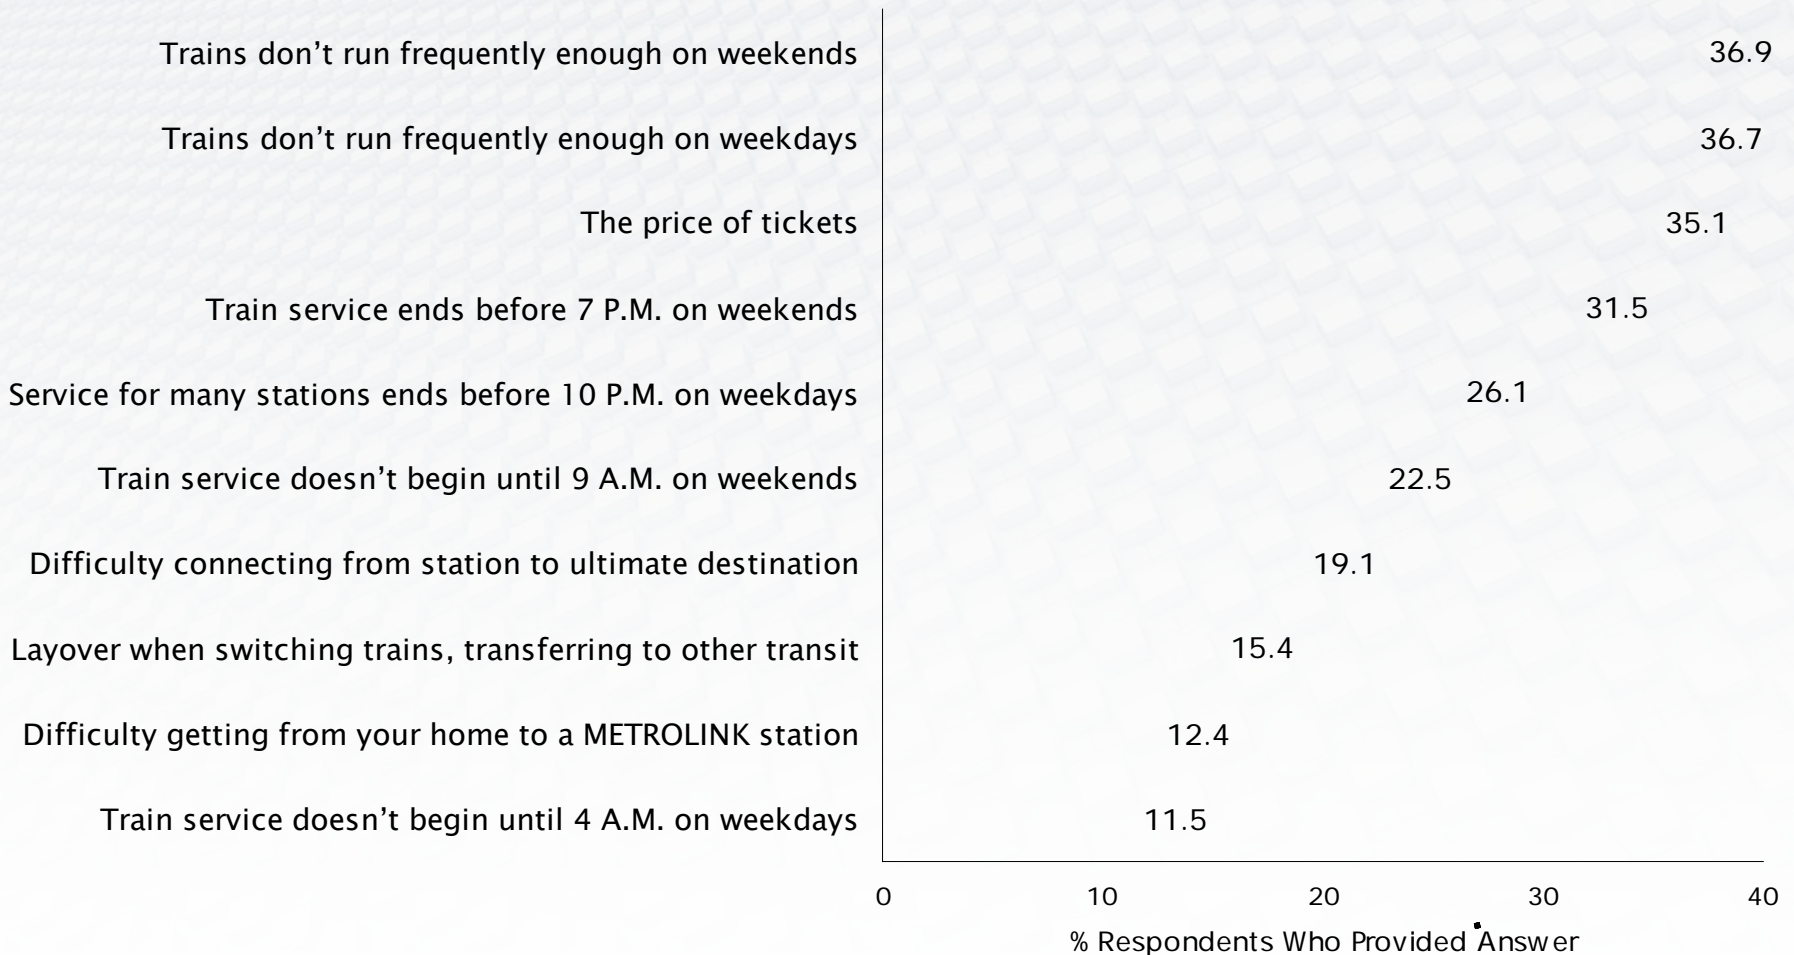 Trains don’t run frequently enough on weekends 36.9
Trains don’t run frequently enough on weekdays 36.7
The price of tickets 35.1
Train service ends before 7 P.M. on weekends 31.5
Service for many stations ends before 10 P.M. on weekdays 26.1
Train service doesn’t begin until 9 A.M. on weekends 22.5
Difficulty connecting from station to ultimate destination 19.1
Layover when switching trains, transferring to other transit 15.4
Difficulty getting from your home to a METROLINK station 12.4
Train service doesn’t begin until 4 A.M. on weekdays 11.5
0 10 20 30 40
% Respondents Who Provided Answer